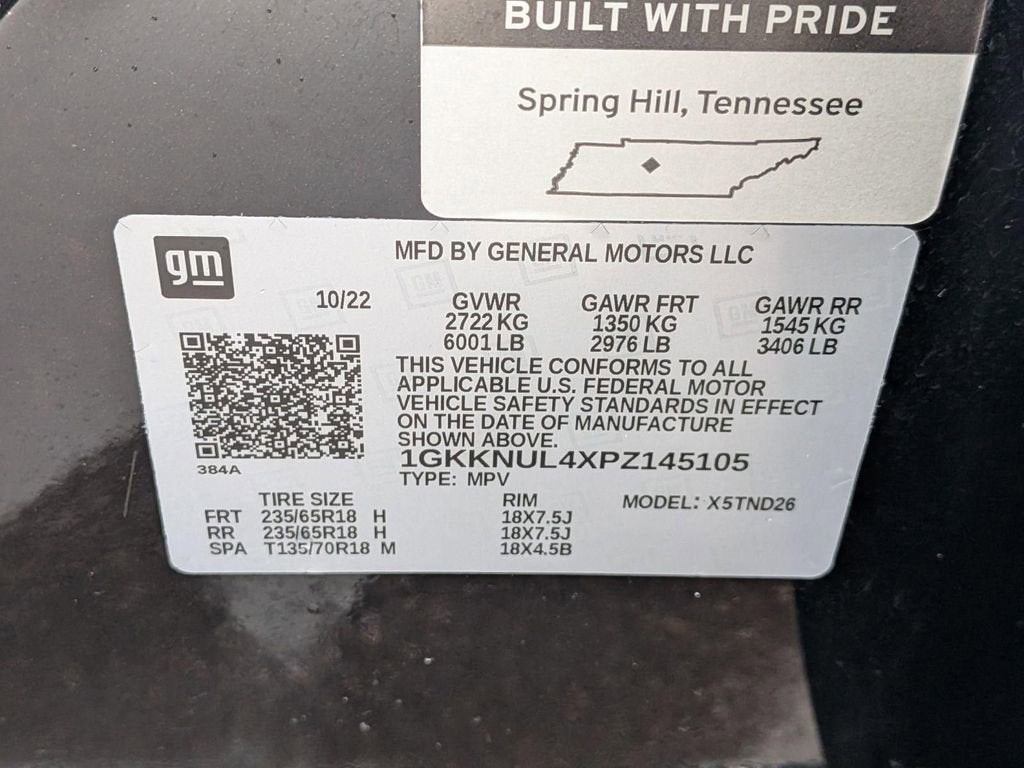 BUILT WITH PRIDE
Spring Hill, Tennessee
gm
MFD BY GENERAL MOTORS LLC
10/22 GVWR GAWR FRT GAWR RR
2722 KG 1350 KG 1545 KG
6001 LB 2976 LB 3406 LB
THIS VEHICLE CONFORMS TO ALL
APPLICABLE U.S. FEDERAL MOTOR
VEHICLE SAFETY STANDARDS IN EFFECT
ON THE DATE OF MANUFACTURE
SHOWN ABOVE.
384A
1GKKNUL4XPZ145105
TYPE: MPV
TIRE SIZE RIM MODEL: X5TND26
FRT 235/65R18 H 18X7.5J
RR 235/65R18 H 18X7.5J
SPA T135/70R18 M 18X4.5B